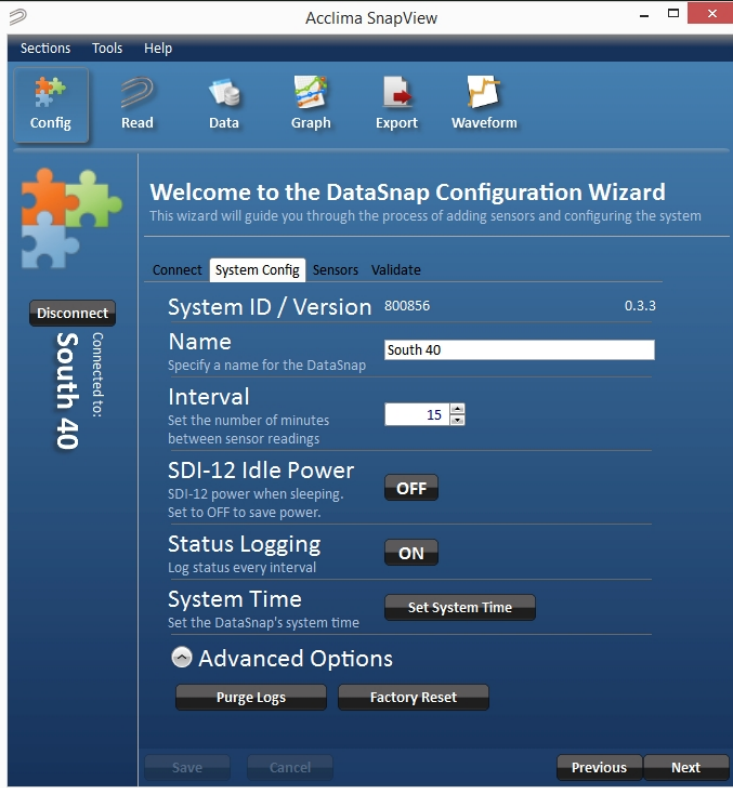 Acclima SnapView
Sections Tools Help
Config Read Data Graph Export Waveform
Welcome to the DataSnap Configuration Wizard
This wizard will guide you through the process of adding sensors and configuring the system
Connect System Config Sensors Validate
Disconnect
Connected to:
South 40
System ID / Version 800856 0.3.3
Name
Specify a name for the DataSnap
South 40
Interval
Set the number of minutes
between sensor readings
15
SDI-12 Idle Power
SDI-12 power when sleeping.
Set to OFF to save power.
OFF
Status Logging
Log status every interval
ON
System Time
Set the DataSnap's system time
Set System Time
Advanced Options
Purge Logs Factory Reset
Save Cancel Previous Next